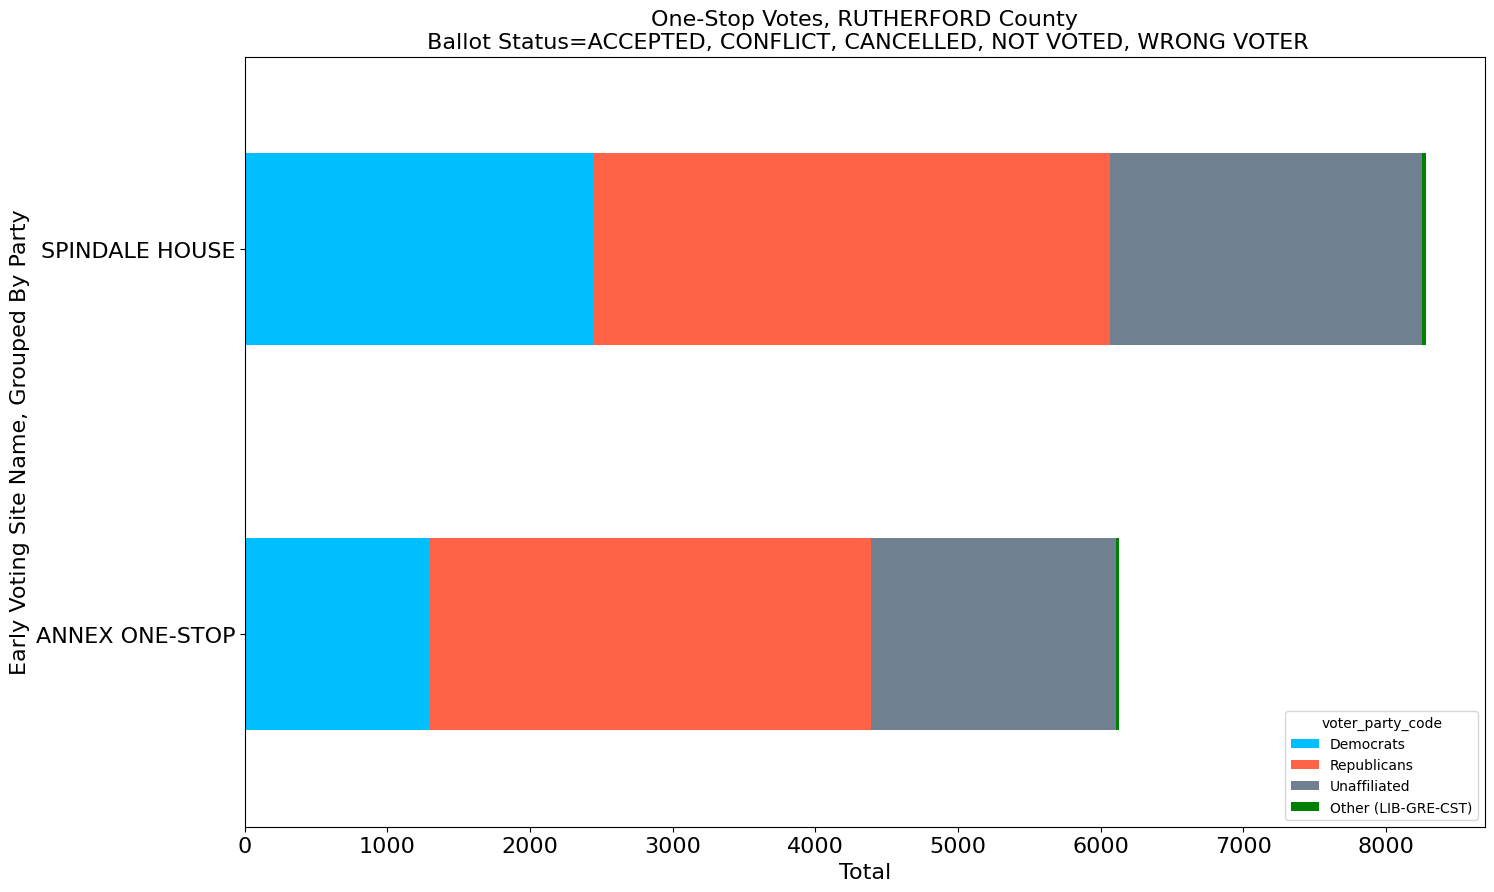 One-Stop Votes, RUTHERFORD County
Ballot Status=ACCEPTED, CONFLICT, CANCELLED, NOT VOTED, WRONG VOTER
Early Voting Site Name, Grouped By Party
SPINDALE HOUSE
ANNEX ONE-STOP
voter_party_code
Democrats
Republicans
Unaffiliated
Other (LIB-GRE-CST)
0 1000 2000 3000 4000 5000 6000 7000 8000
Total